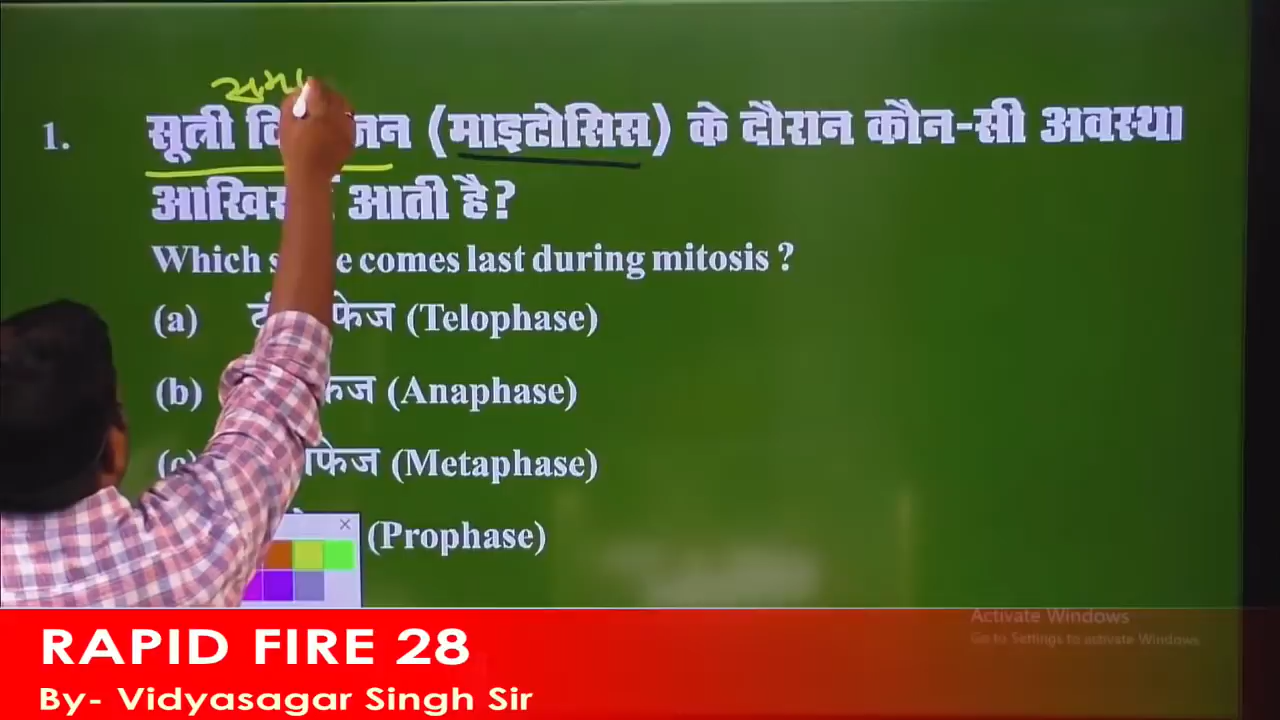 1. सूत्री (माइटोसिस) के दौरान कौन-सी अवस्था
आती है?
Which comes last during mitosis ?
(a) (Telophase)
(b) (Anaphase)
(Metaphase)
(Prophase)
Activate Windows
Go to Settings to activate Windows.
RAPID FIRE 28
By- Vidyasagar Singh Sir